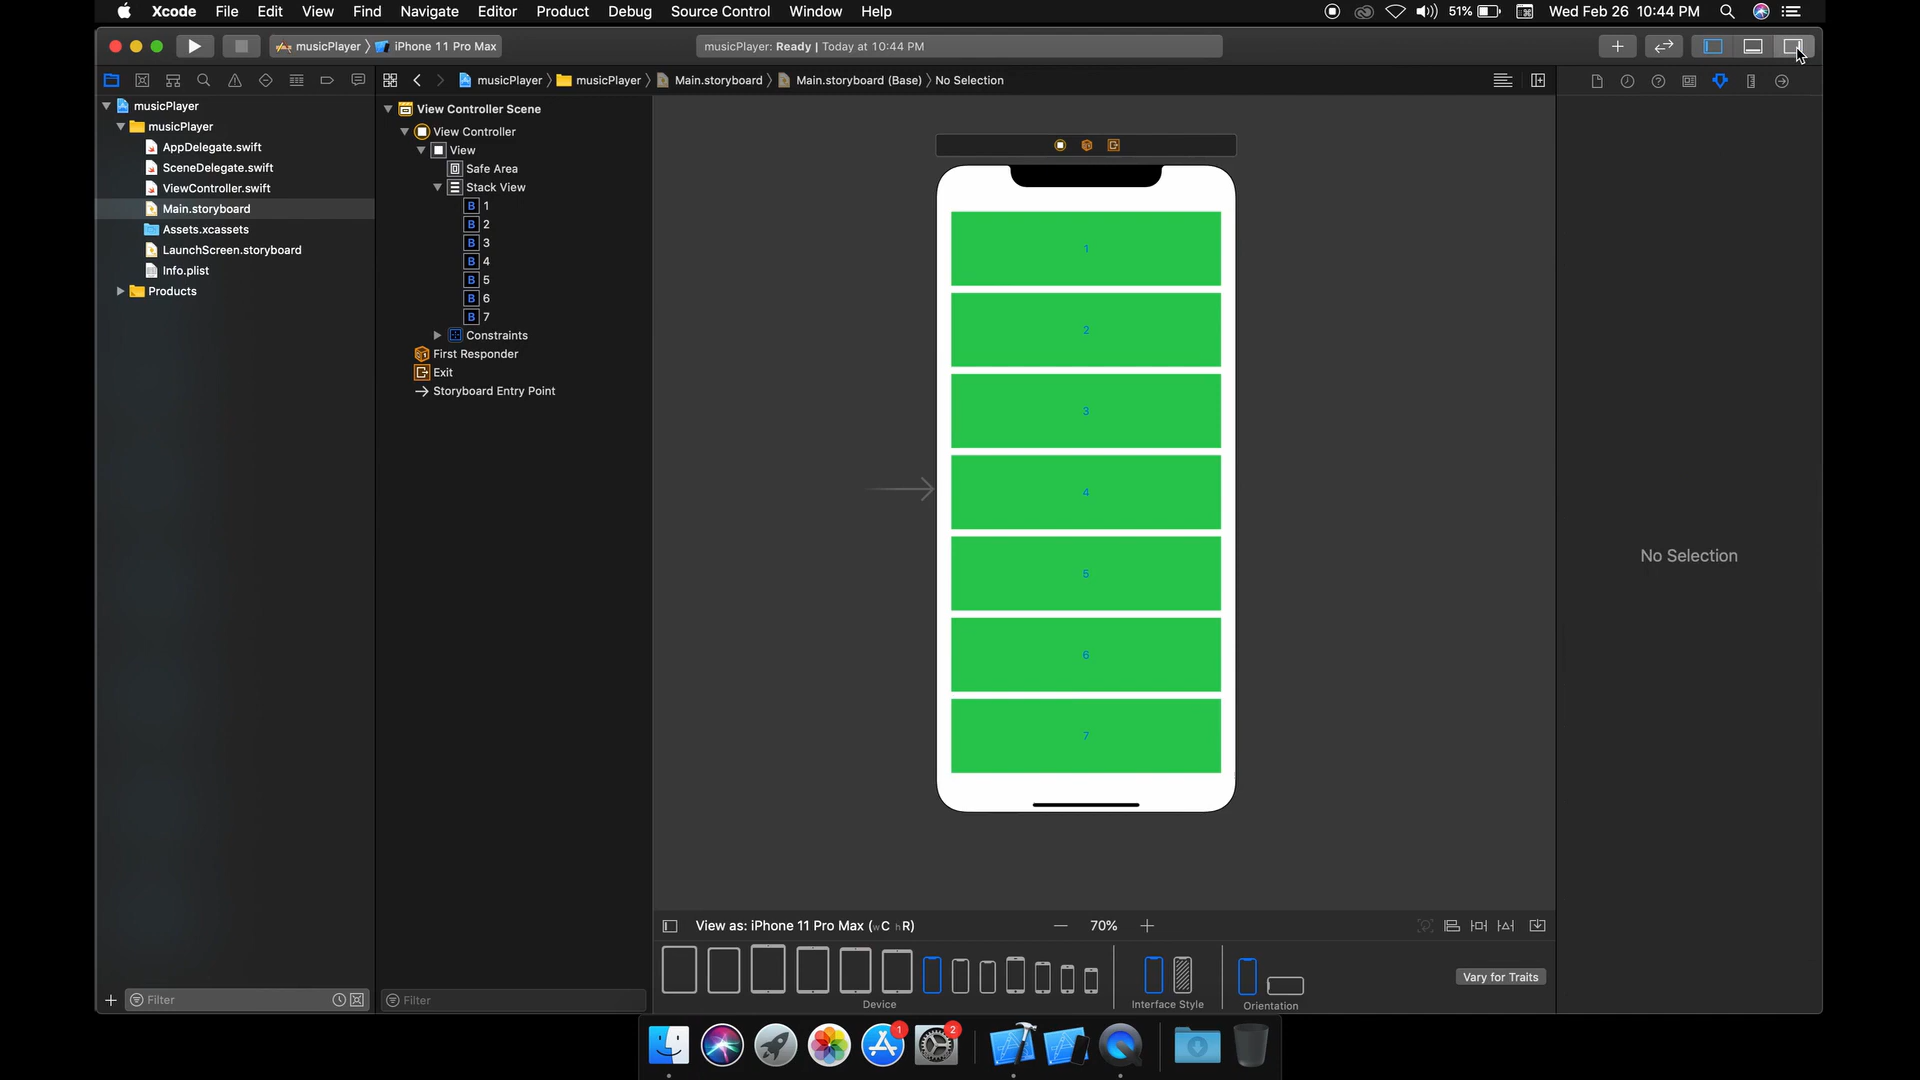 Xcode File Edit View Find Navigate Editor Product Debug Source Control Window Help 51% Wed Feb 26 10:44 PM
musicPlayer iPhone 11 Pro Max musicPlayer: Ready | Today at 10:44 PM
musicPlayer musicPlayer Main.storyboard Main.storyboard (Base) No Selection
musicPlayer
musicPlayer
AppDelegate.swift
SceneDelegate.swift
ViewController.swift
Main.storyboard
Assets.xcassets
LaunchScreen.storyboard
Info.plist
Products
View Controller Scene
View Controller
View
Safe Area
Stack View
B 1
B 2
B 3
B 4
B 5
B 6
B 7
Constraints
First Responder
Exit
Storyboard Entry Point
1
2
3
4
5
6
7
No Selection
View as: iPhone 11 Pro Max (wC hR) 70%
Device
Interface Style
Orientation
Vary for Traits
Filter
Filter
1
2